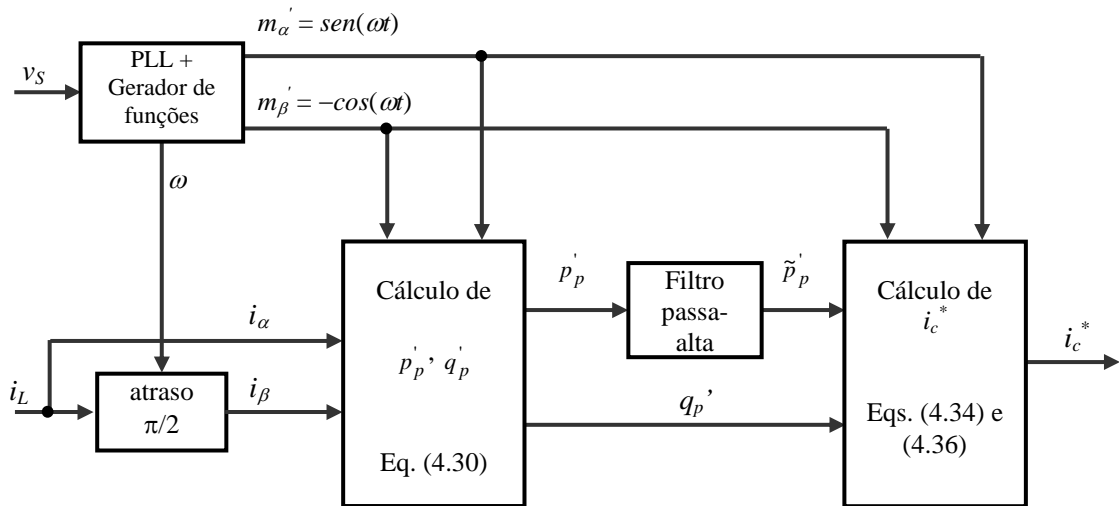 m_α' = sen(ωt)
PLL +
Gerador de
funções
v_S
m_β' = −cos(ωt)
ω
Cálculo de
p_p', q_p'
Eq. (4.30)
p_p'
Filtro
passa-
alta
p̃_p'
Cálculo de
i_c*
Eqs. (4.34) e
(4.36)
i_c*
i_α
i_L
atraso
π/2
i_β
q_p’